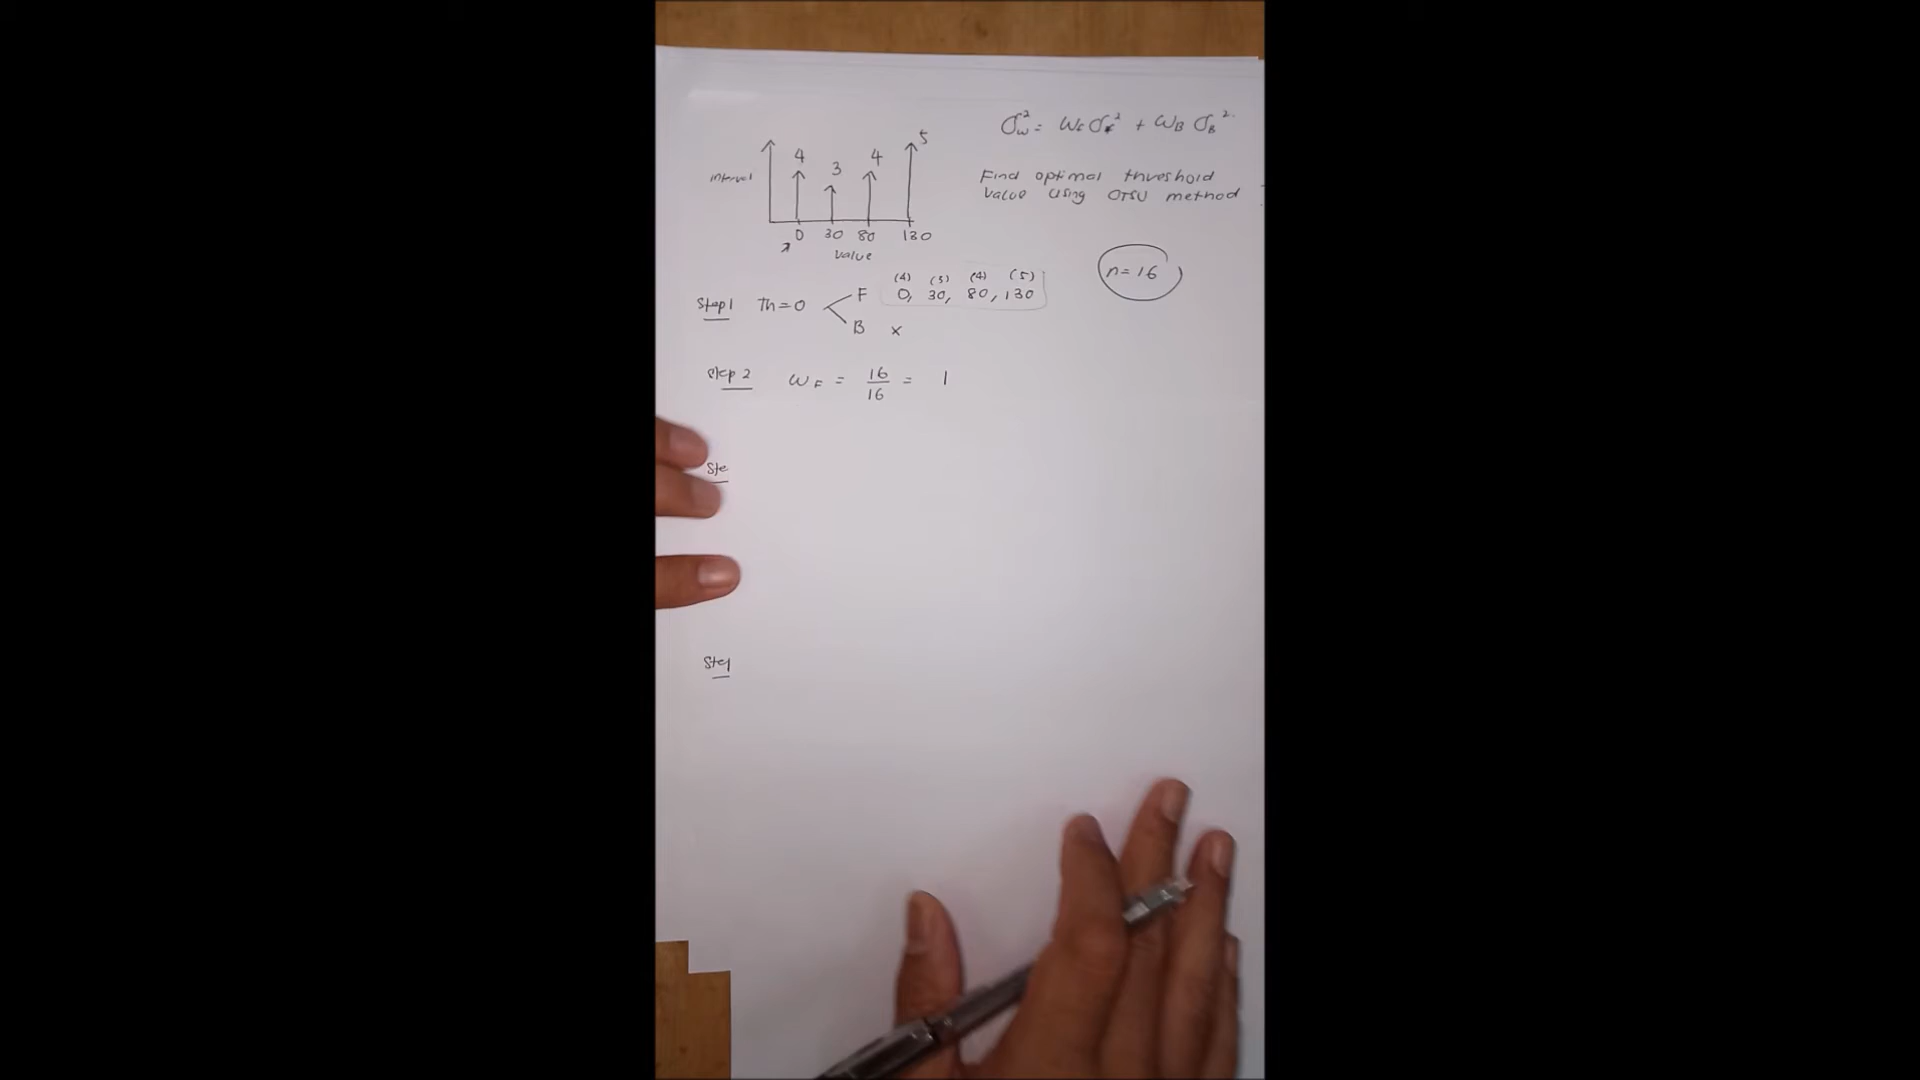 σw² = WF σF² + WB σB²
5
4 3 4
interval
Find optimal threshold
value using OTSU method
0 30 80 130
value
n=16
(4) (3) (4) (5)
Step 1 Th=0 F 0, 30, 80, 130
B ×
Step 2 WF = 16/16 = 1
Ste
Ste